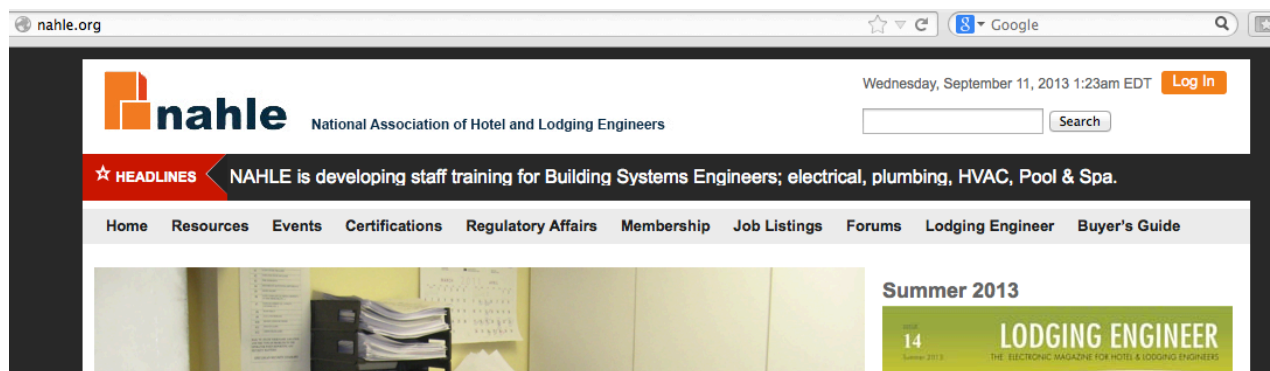 nahle.org
Google
Wednesday, September 11, 2013 1:23am EDT Log In
nahle National Association of Hotel and Lodging Engineers
Search
HEADLINES NAHLE is developing staff training for Building Systems Engineers; electrical, plumbing, HVAC, Pool & Spa.
Home Resources Events Certifications Regulatory Affairs Membership Job Listings Forums Lodging Engineer Buyer's Guide
Summer 2013
ISSUE
14
Summer 2013
LODGING ENGINEER
THE ELECTRONIC MAGAZINE FOR HOTEL & LODGING ENGINEERS